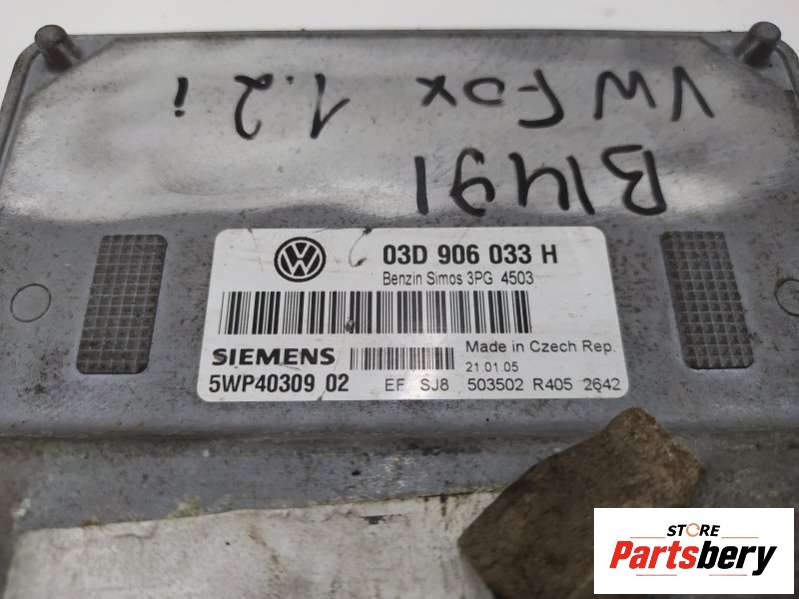 VW Fox 1.2i
B1491
03D 906 033 H
Benzin Simos 3PG 4503
SIEMENS
Made in Czech Rep.
21.01.05
5WP40309 02
EF SJ8 503502 R405 2642
STORE
Partsbery